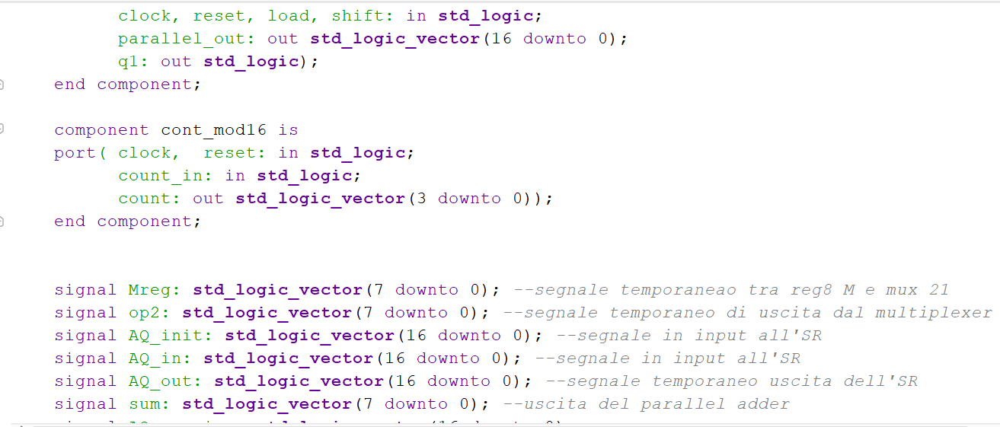 clock, reset, load, shift: in std_logic;
parallel_out: out std_logic_vector(16 downto 0);
q1: out std_logic);
end component;
component cont_mod16 is
port( clock,  reset: in std_logic;
count_in: in std_logic;
count: out std_logic_vector(3 downto 0));
end component;
signal Mreg: std_logic_vector(7 downto 0); --segnale temporaneao tra reg8 M e mux 21
signal op2: std_logic_vector(7 downto 0); --segnale temporaneo di uscita dal multiplexer
signal AQ_init: std_logic_vector(16 downto 0); --segnale in input all'SR
signal AQ_in: std_logic_vector(16 downto 0); --segnale in input all'SR
signal AQ_out: std_logic_vector(16 downto 0); --segnale temporaneo uscita dell'SR
signal sum: std_logic_vector(7 downto 0); --uscita del parallel adder